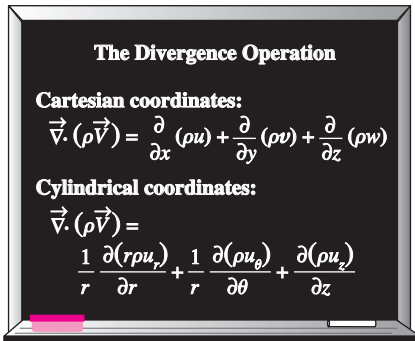 The Divergence Operation
Cartesian coordinates:
∇⃗·(ρV⃗) = ∂/∂x (ρu) + ∂/∂y (ρv) + ∂/∂z (ρw)
Cylindrical coordinates:
∇⃗·(ρV⃗) =
1/r ∂(rρu_r)/∂r + 1/r ∂(ρu_θ)/∂θ + ∂(ρu_z)/∂z